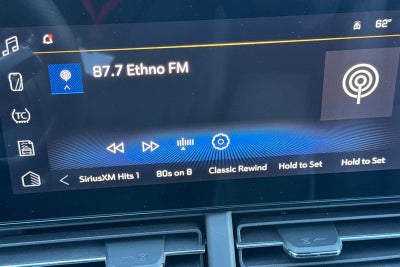 62°
87.7 Ethno FM
TC
< SiriusXM Hits 1 80s on 8 Classic Rewind Hold to Set Hold to Set